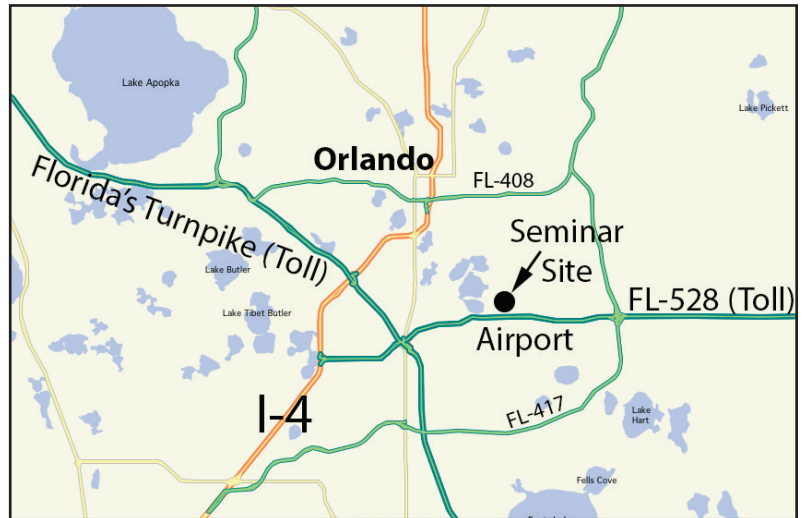 Lake Apopka
Lake Pickett
Orlando
FL-408
Florida's Turnpike (Toll)
Seminar
Site
Lake Butler
FL-528 (Toll)
Lake Tibet Butler
Airport
I-4
FL-417
Lake
Hart
Fells Cove